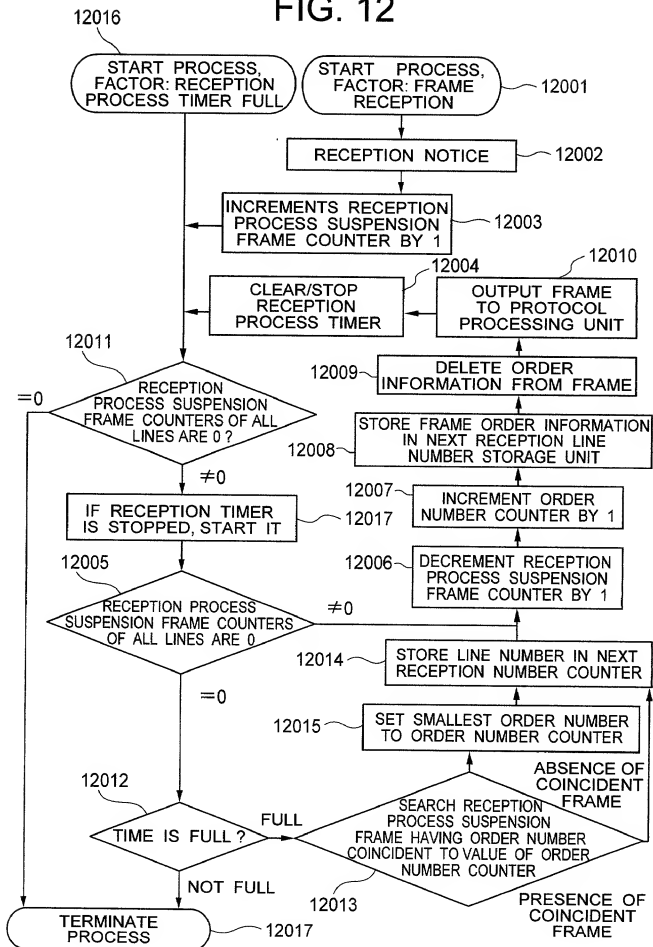 FIG. 12
12016
START PROCESS,
FACTOR: RECEPTION
PROCESS TIMER FULL
START PROCESS,
FACTOR: FRAME
RECEPTION
12001
RECEPTION NOTICE
12002
INCREMENTS RECEPTION
PROCESS SUSPENSION
FRAME COUNTER BY 1
12003
12004
CLEAR/STOP
RECEPTION
PROCESS TIMER
12010
OUTPUT FRAME
TO PROTOCOL
PROCESSING UNIT
12011
RECEPTION
PROCESS SUSPENSION
FRAME COUNTERS OF ALL
LINES ARE 0 ?
=0
≠0
12009
DELETE ORDER
INFORMATION FROM FRAME
12008
STORE FRAME ORDER INFORMATION
IN NEXT RECEPTION LINE
NUMBER STORAGE UNIT
12007
INCREMENT ORDER
NUMBER COUNTER BY 1
IF RECEPTION TIMER
IS STOPPED, START IT
12017
12006
DECREMENT RECEPTION
PROCESS SUSPENSION
FRAME COUNTER BY 1
12005
RECEPTION PROCESS
SUSPENSION FRAME COUNTERS
OF ALL LINES ARE 0
≠0
=0
12014
STORE LINE NUMBER IN NEXT
RECEPTION NUMBER COUNTER
12015
SET SMALLEST ORDER NUMBER
TO ORDER NUMBER COUNTER
ABSENCE OF
COINCIDENT
FRAME
12012
TIME IS FULL ?
FULL
NOT FULL
SEARCH RECEPTION
PROCESS SUSPENSION
FRAME HAVING ORDER NUMBER
COINCIDENT TO VALUE OF ORDER
NUMBER COUNTER
12013
PRESENCE OF
COINCIDENT
FRAME
TERMINATE
PROCESS
12017